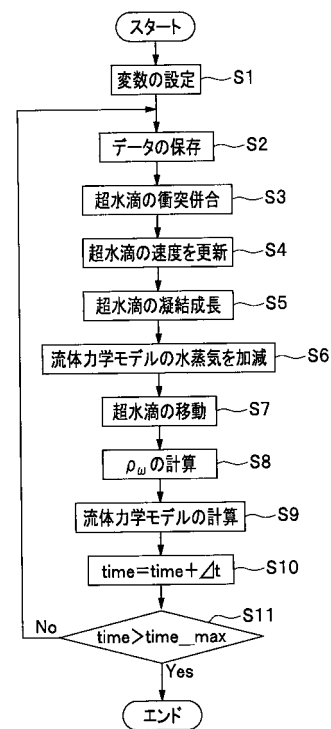 スタート
変数の設定 S1
データの保存 S2
超水滴の衝突併合 S3
超水滴の速度を更新 S4
超水滴の凝結成長 S5
流体力学モデルの水蒸気を加減 S6
超水滴の移動 S7
ρωの計算 S8
流体力学モデルの計算 S9
time=time+Δt S10
S11
No
time>time_max
Yes
エンド